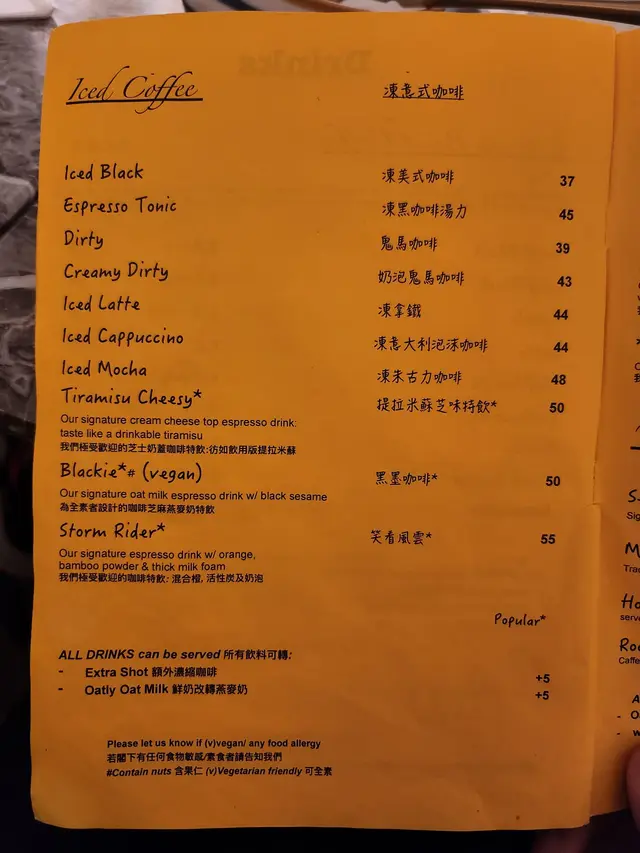 Iced Coffee 凍意式咖啡
Iced Black 凍美式咖啡 37
Espresso Tonic 凍黑咖啡湯力 45
Dirty 鬼馬咖啡 39
Creamy Dirty 奶泡鬼馬咖啡 43
Iced Latte 凍拿鐵 44
Iced Cappuccino 凍意大利泡沫咖啡 44
Iced Mocha 凍朱古力咖啡 48
Tiramisu Cheesy* 提拉米蘇芝味特飲* 50
Our signature cream cheese top espresso drink:
taste like a drinkable tiramisu
我們極受歡迎的芝士奶蓋咖啡特飲:彷如飲用版提拉米蘇
Blackie*# (vegan) 黑墨咖啡* 50
Our signature oat milk espresso drink w/ black sesame
為全素者設計的咖啡芝麻燕麥奶特飲
Storm Rider* 笑看風雲* 55
Our signature espresso drink w/ orange,
bamboo powder & thick milk foam
我們極受歡迎的咖啡特飲: 混合橙, 活性炭及奶泡
Popular*
ALL DRINKS can be served 所有飲料可轉:
- Extra Shot 額外濃縮咖啡 +5
- Oatly Oat Milk 鮮奶改轉燕麥奶 +5
Please let us know if (v)vegan/ any food allergy
若閣下有任何食物敏感/素食者請告知我們
#Contain nuts 含果仁 (v)Vegetarian friendly 可全素